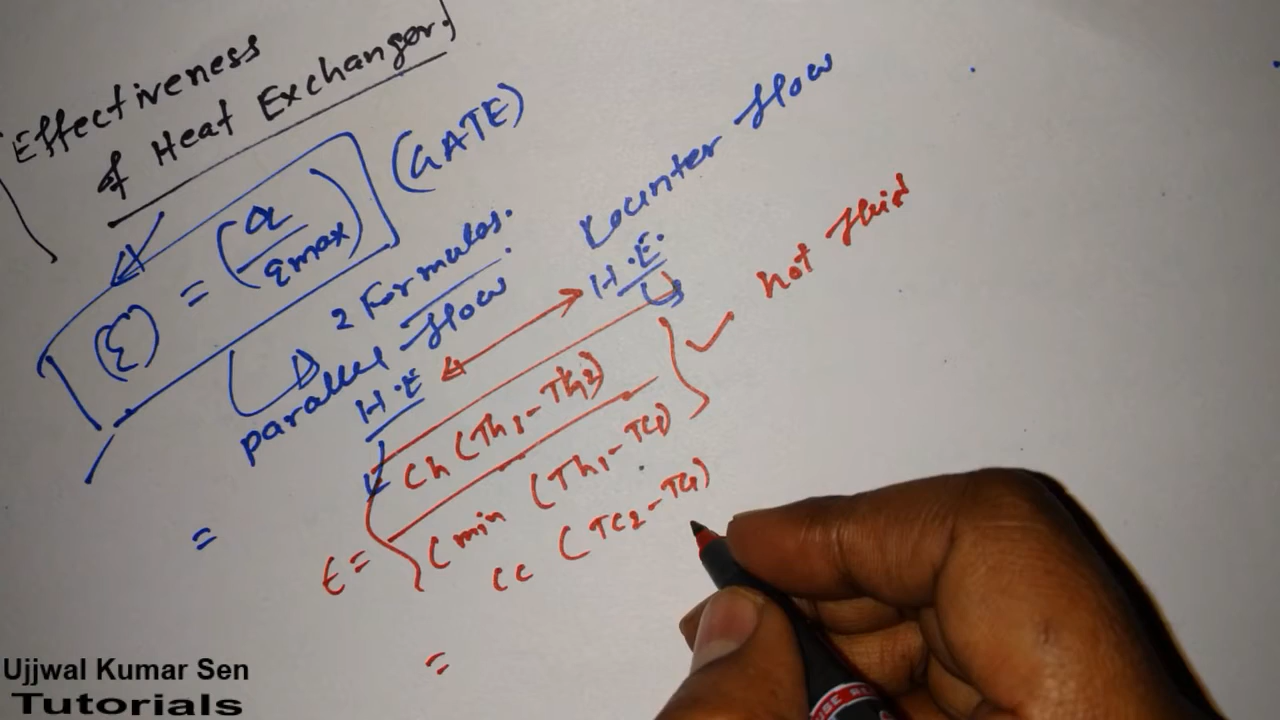 Effectiveness
of Heat Exchanger.
(ε) = (Q/Qmax) (GATE)
2 Formulas.
parallel flow
H.E
Counter flow
H.E.
ε = Ch (Th1 - Th2)
Cmin (Th1 - Tc1)
hot fluid
= Cc (Tc2 - Tc1)
=
Ujjwal Kumar Sen
Tutorials
USE